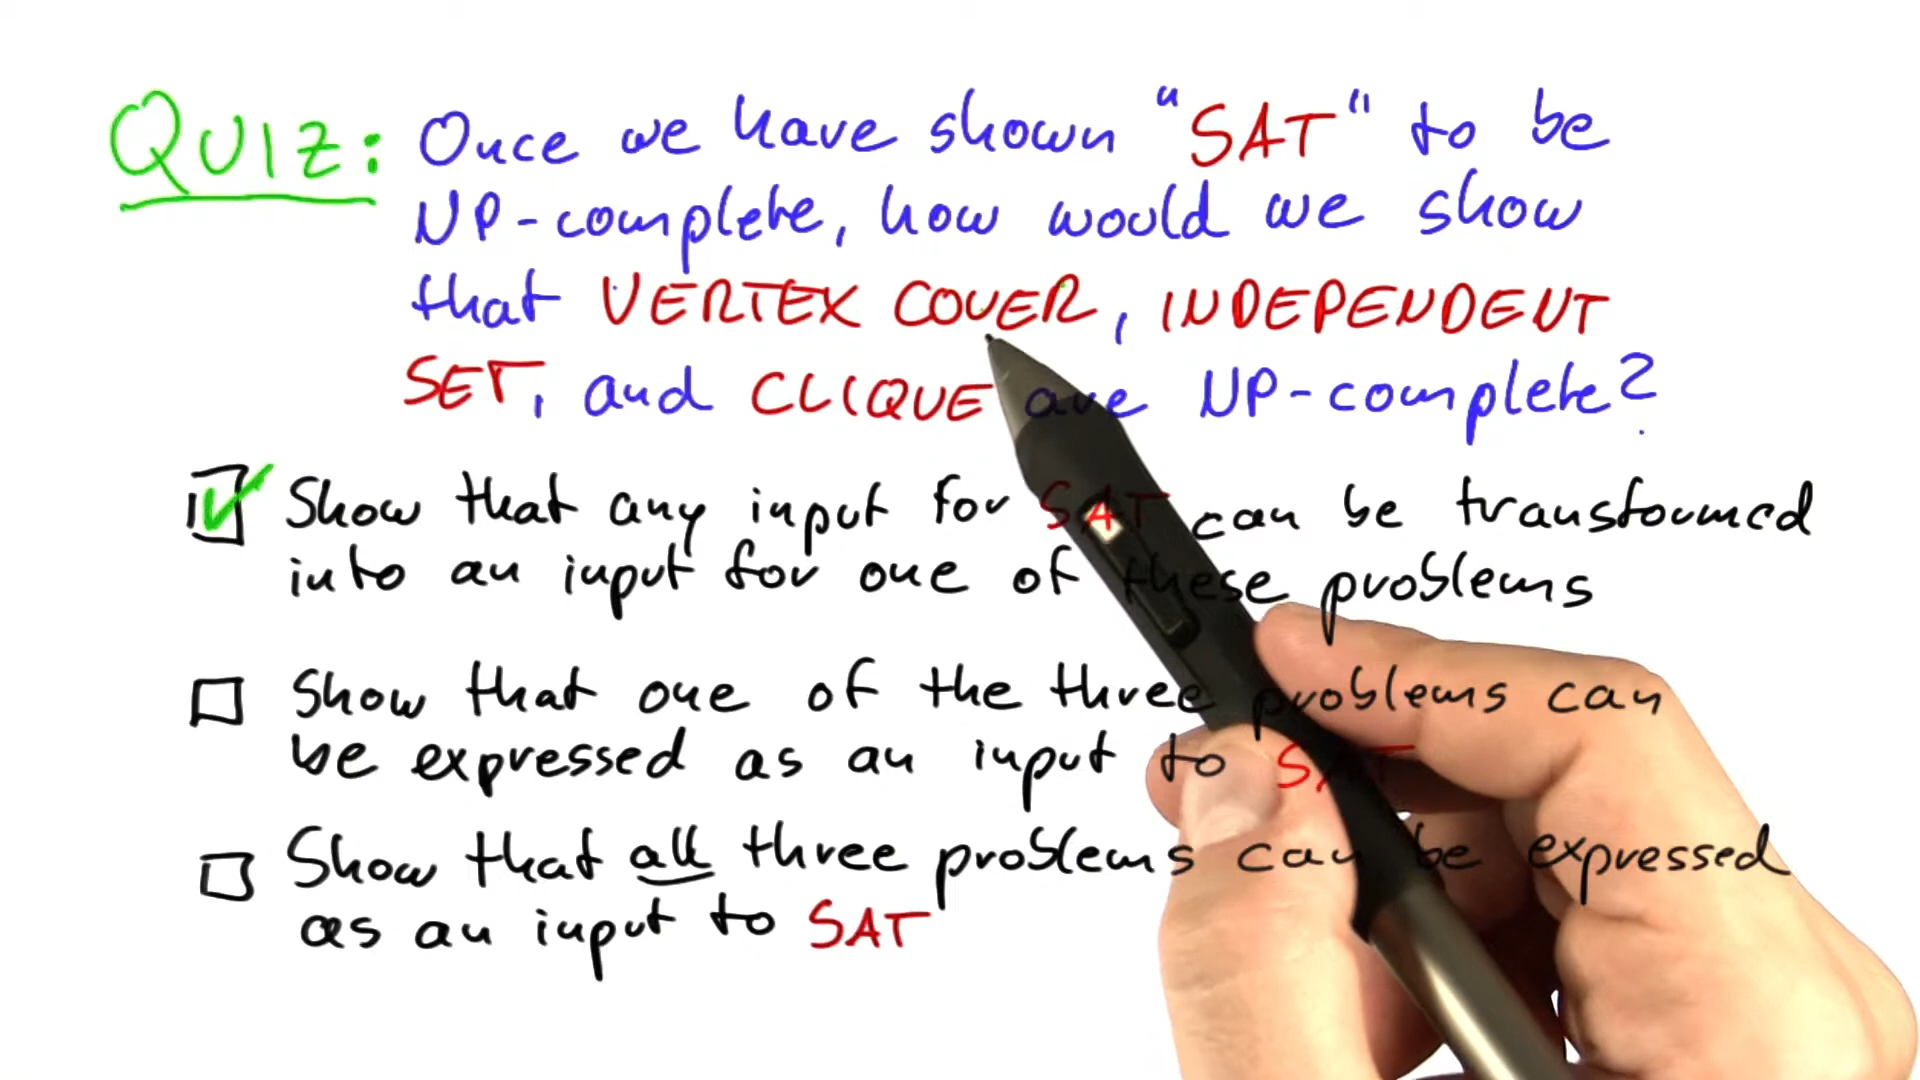 QUIZ: Once we have shown "SAT" to be
NP-complete, how would we show
that VERTEX COVER, INDEPENDENT
SET, and CLIQUE are NP-complete?
Show that any input for SAT can be transformed
into an input for one of these problems
Show that one of the three problems can
be expressed as an input to SAT
Show that all three problems can be expressed
as an input to SAT